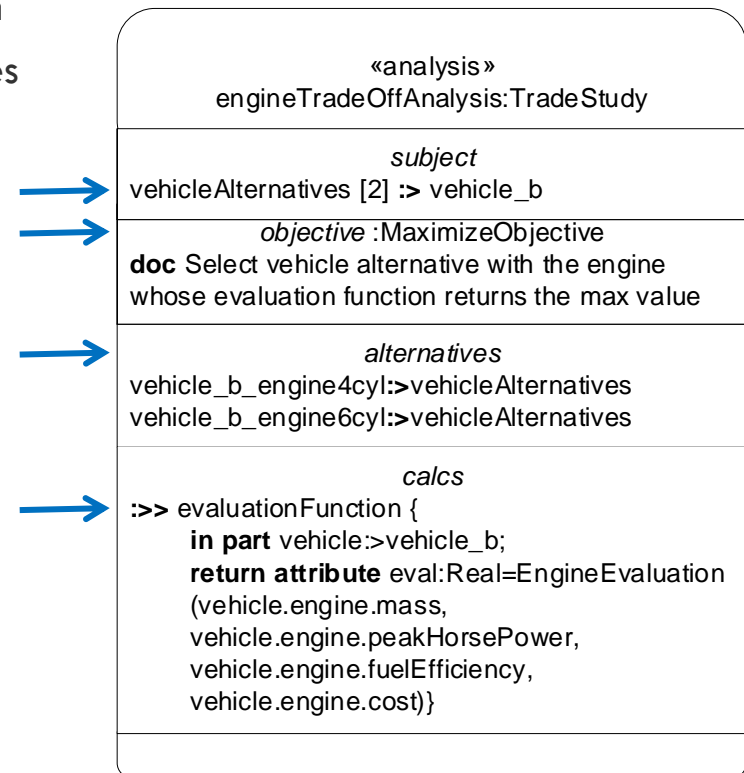 es
«analysis»
engineTradeOffAnalysis:TradeStudy
subject
vehicleAlternatives [2] :> vehicle_b
objective :MaximizeObjective
doc Select vehicle alternative with the engine
whose evaluation function returns the max value
alternatives
vehicle_b_engine4cyl:>vehicleAlternatives
vehicle_b_engine6cyl:>vehicleAlternatives
calcs
:>> evaluationFunction {
in part vehicle:>vehicle_b;
return attribute eval:Real=EngineEvaluation
(vehicle.engine.mass,
vehicle.engine.peakHorsePower,
vehicle.engine.fuelEfficiency,
vehicle.engine.cost)}